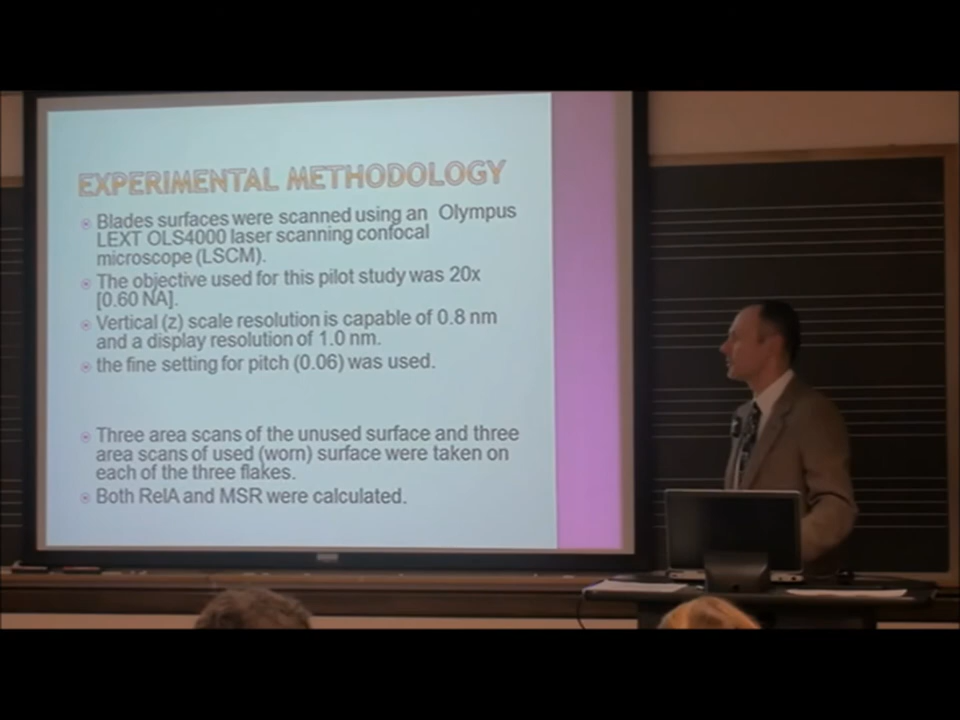 EXPERIMENTAL METHODOLOGY
Blades surfaces were scanned using an Olympus
LEXT OLS4000 laser scanning confocal
microscope (LSCM).
The objective used for this pilot study was 20x
[0.60 NA].
Vertical (z) scale resolution is capable of 0.8 nm
and a display resolution of 1.0 nm.
the fine setting for pitch (0.06) was used.
Three area scans of the unused surface and three
area scans of used (worn) surface were taken on
each of the three flakes.
Both RelA and MSR were calculated.